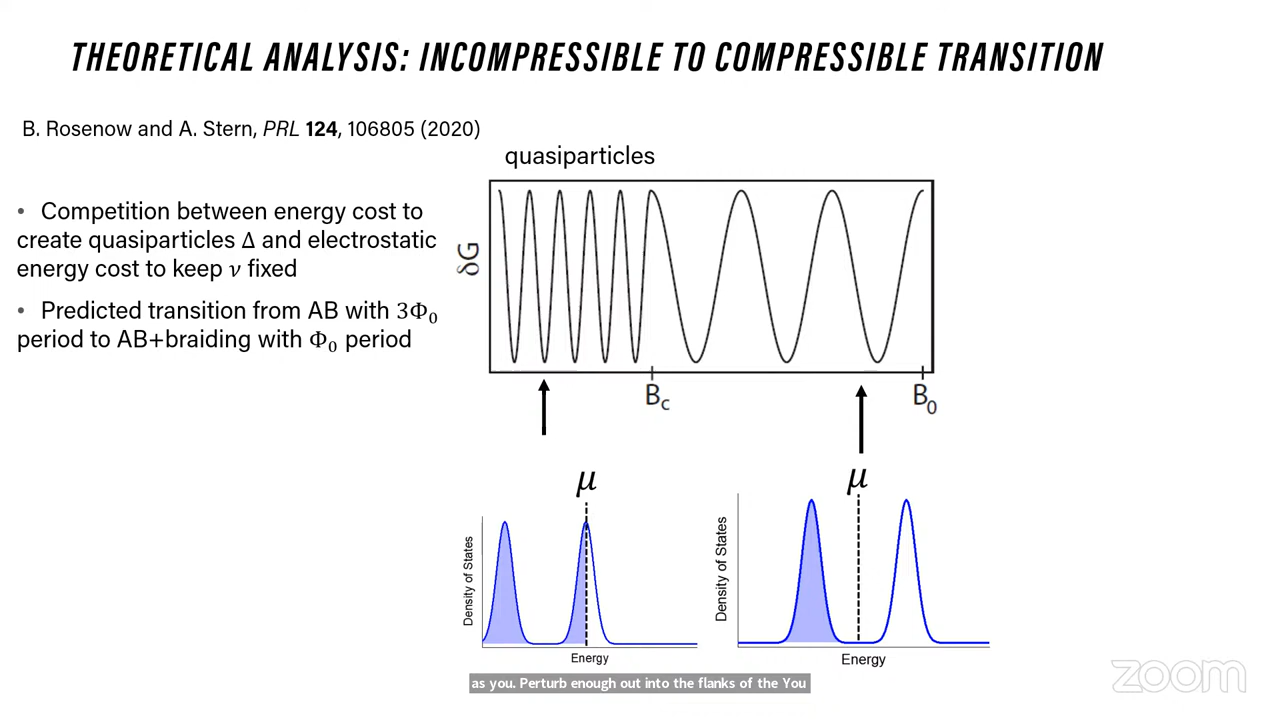 THEORETICAL ANALYSIS: INCOMPRESSIBLE TO COMPRESSIBLE TRANSITION
B. Rosenow and A. Stern, PRL 124, 106805 (2020)
quasiparticles
• Competition between energy cost to
create quasiparticles Δ and electrostatic
energy cost to keep ν fixed
• Predicted transition from AB with 3Φ₀
period to AB+braiding with Φ₀ period
δG
B_c
B_0
μ
μ
Density of States
Energy
Density of States
Energy
as you. Perturb enough out into the flanks of the You
zoom